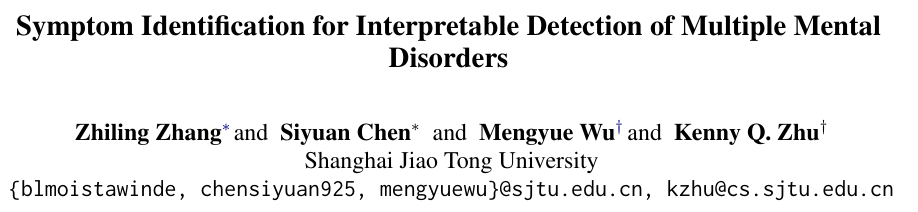 Symptom Identification for Interpretable Detection of Multiple Mental
Disorders
Zhiling Zhang* and Siyuan Chen* and Mengyue Wu† and Kenny Q. Zhu†
Shanghai Jiao Tong University
{blmoistawinde, chensiyuan925, mengyuewu}@sjtu.edu.cn, kzhu@cs.sjtu.edu.cn